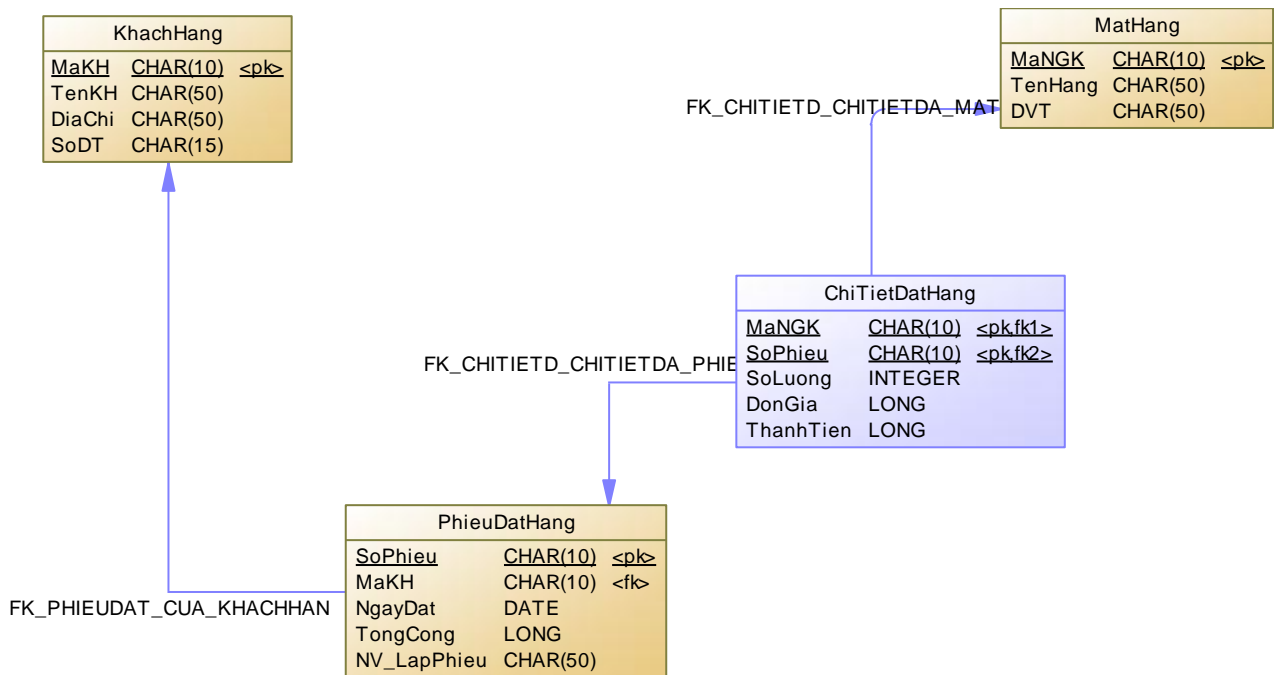 KhachHang
MaKH CHAR(10) <pk>
TenKH CHAR(50)
DiaChi CHAR(50)
SoDT CHAR(15)
MatHang
MaNGK CHAR(10) <pk>
TenHang CHAR(50)
DVT CHAR(50)
FK_CHITIETD_CHITIETDA_MAT
ChiTietDatHang
MaNGK CHAR(10) <pk,fk1>
SoPhieu CHAR(10) <pk,fk2>
SoLuong INTEGER
DonGia LONG
ThanhTien LONG
FK_CHITIETD_CHITIETDA_PHIE
PhieuDatHang
SoPhieu CHAR(10) <pk>
MaKH CHAR(10) <fk>
NgayDat DATE
TongCong LONG
NV_LapPhieu CHAR(50)
FK_PHIEUDAT_CUA_KHACHHAN